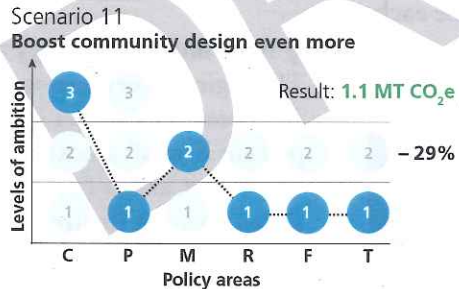 Scenario 11
Boost community design even more
Levels of ambition
3 3 Result: 1.1 MT CO₂e
2 2 2 2 2 2 – 29%
1 1 1 1 1 1
C P M R F T
Policy areas